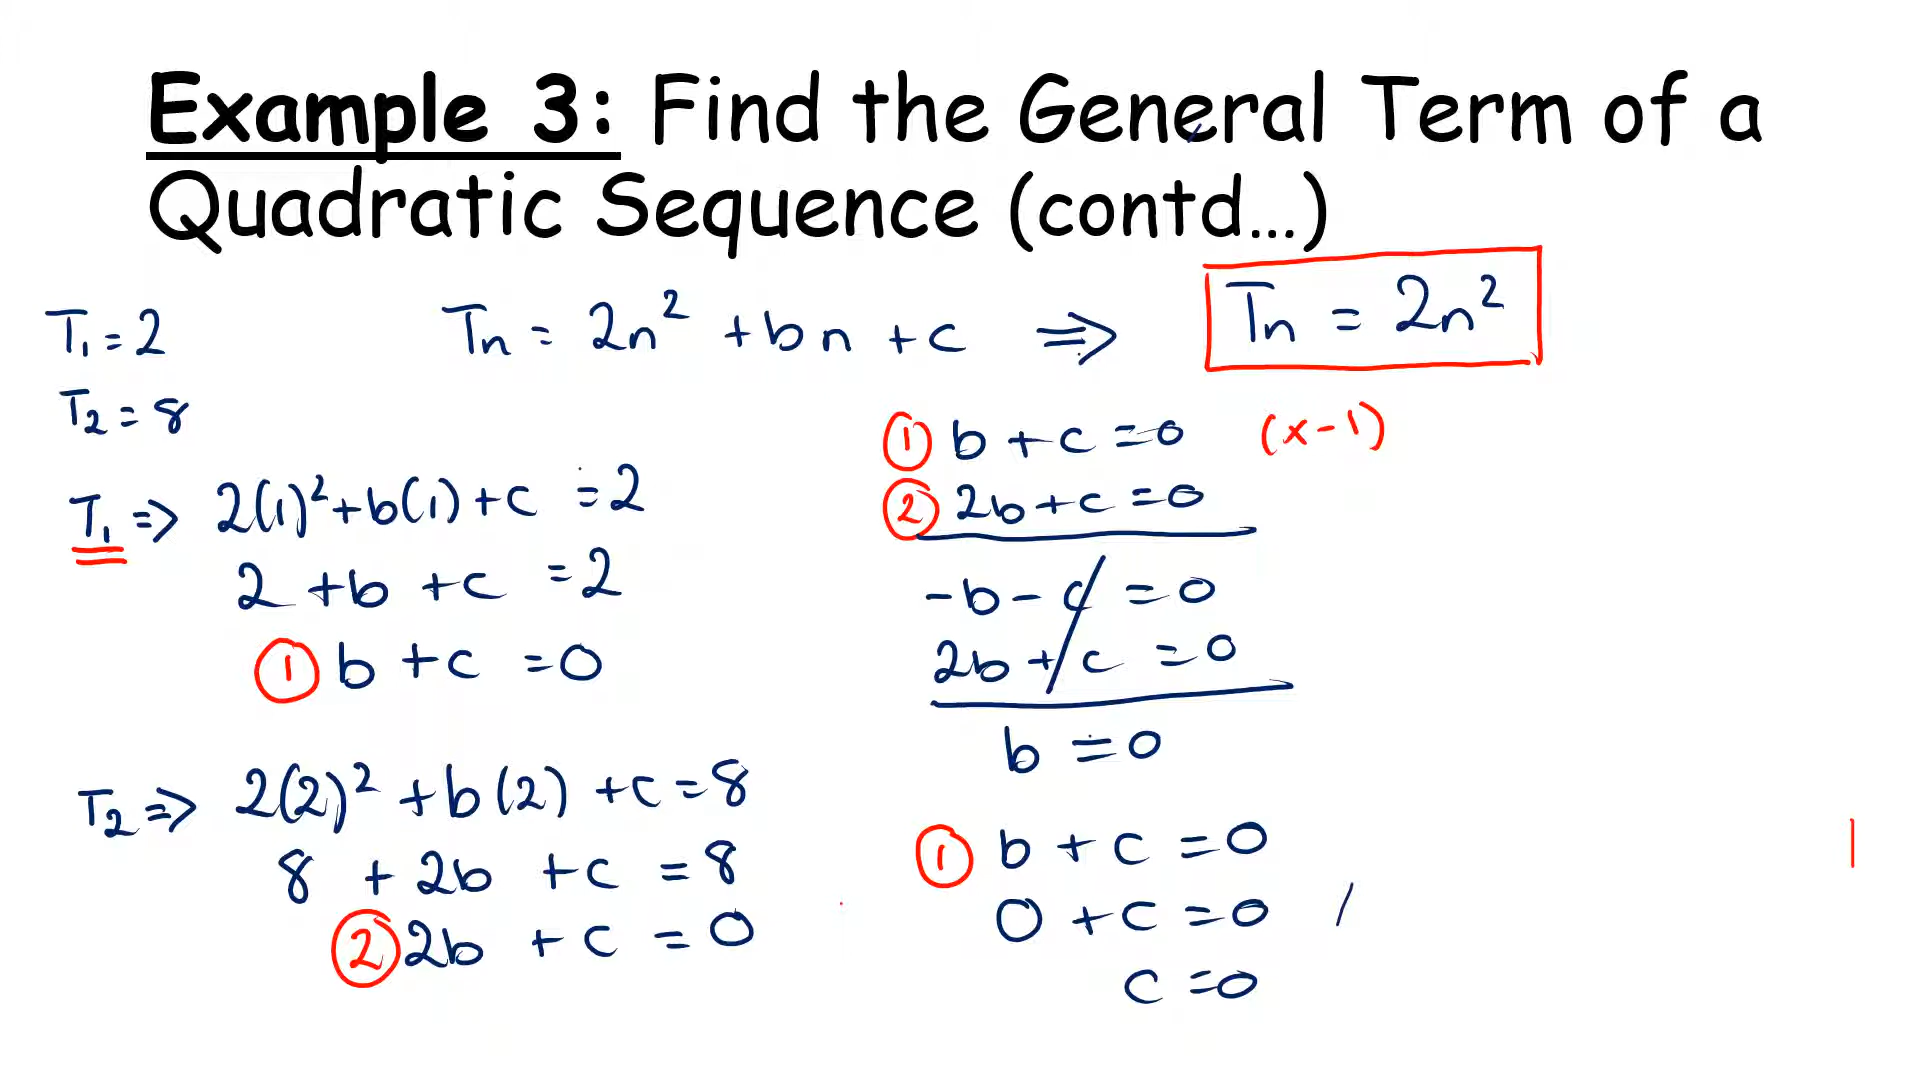 Example 3: Find the General Term of a
Quadratic Sequence (contd...)
T₁ = 2
Tn = 2n² + bn + c ⇒ Tn = 2n²
T₂ = 8
T₁ ⇒ 2(1)² + b(1) + c = 2
2 + b + c = 2
① b + c = 0
T₂ ⇒ 2(2)² + b(2) + c = 8
8 + 2b + c = 8
② 2b + c = 0
① b + c = 0 (x-1)
② 2b + c = 0
-b - c = 0
2b + c = 0
b = 0
① b + c = 0
0 + c = 0
c = 0